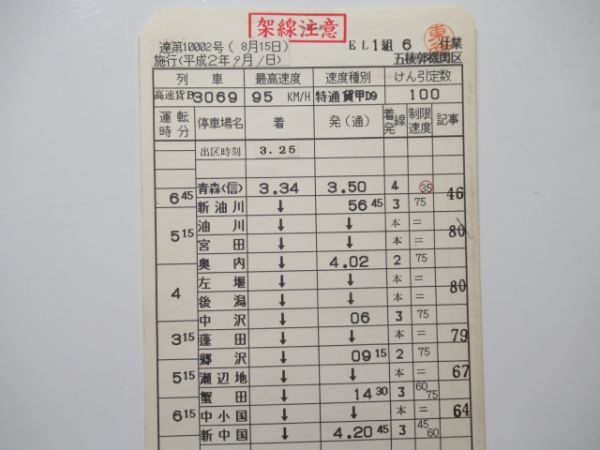 架線注意
達第10002号(8月15日)
施行(平成2年9月1日)
EL1組 6 仕業
五稜郭機関区
列車 最高速度 速度種別 けん引定数
高速貨B3069 95 KM/H 特通貨甲D9 100
運転時分 停車場名 着 発(通) 着発線 制限速度 記事
出区時刻 3.25
青森(信) 3.34 3.50 4 35
6 45 46
新油川 ↓ 56 45 3 75
油川 ↓ ↓ 本 =
5 15 80
宮田 ↓ ↓ 本 =
奥内 ↓ 4.02 2 75
左堰 ↓ ↓ 本 =
4 80
後潟 ↓ ↓ 本 =
中沢 ↓ 06 3 75
3 15 79
蓬田 ↓ ↓ 本 =
郷沢 ↓ 09 15 2 75
5 15 67
瀬辺地 ↓ ↓ 本 =
蟹田 ↓ 14 30 3 60 75
6 15 64
中小国 ↓ ↓ 本 =
新中国 ↓ 4.20 45 3 45 60